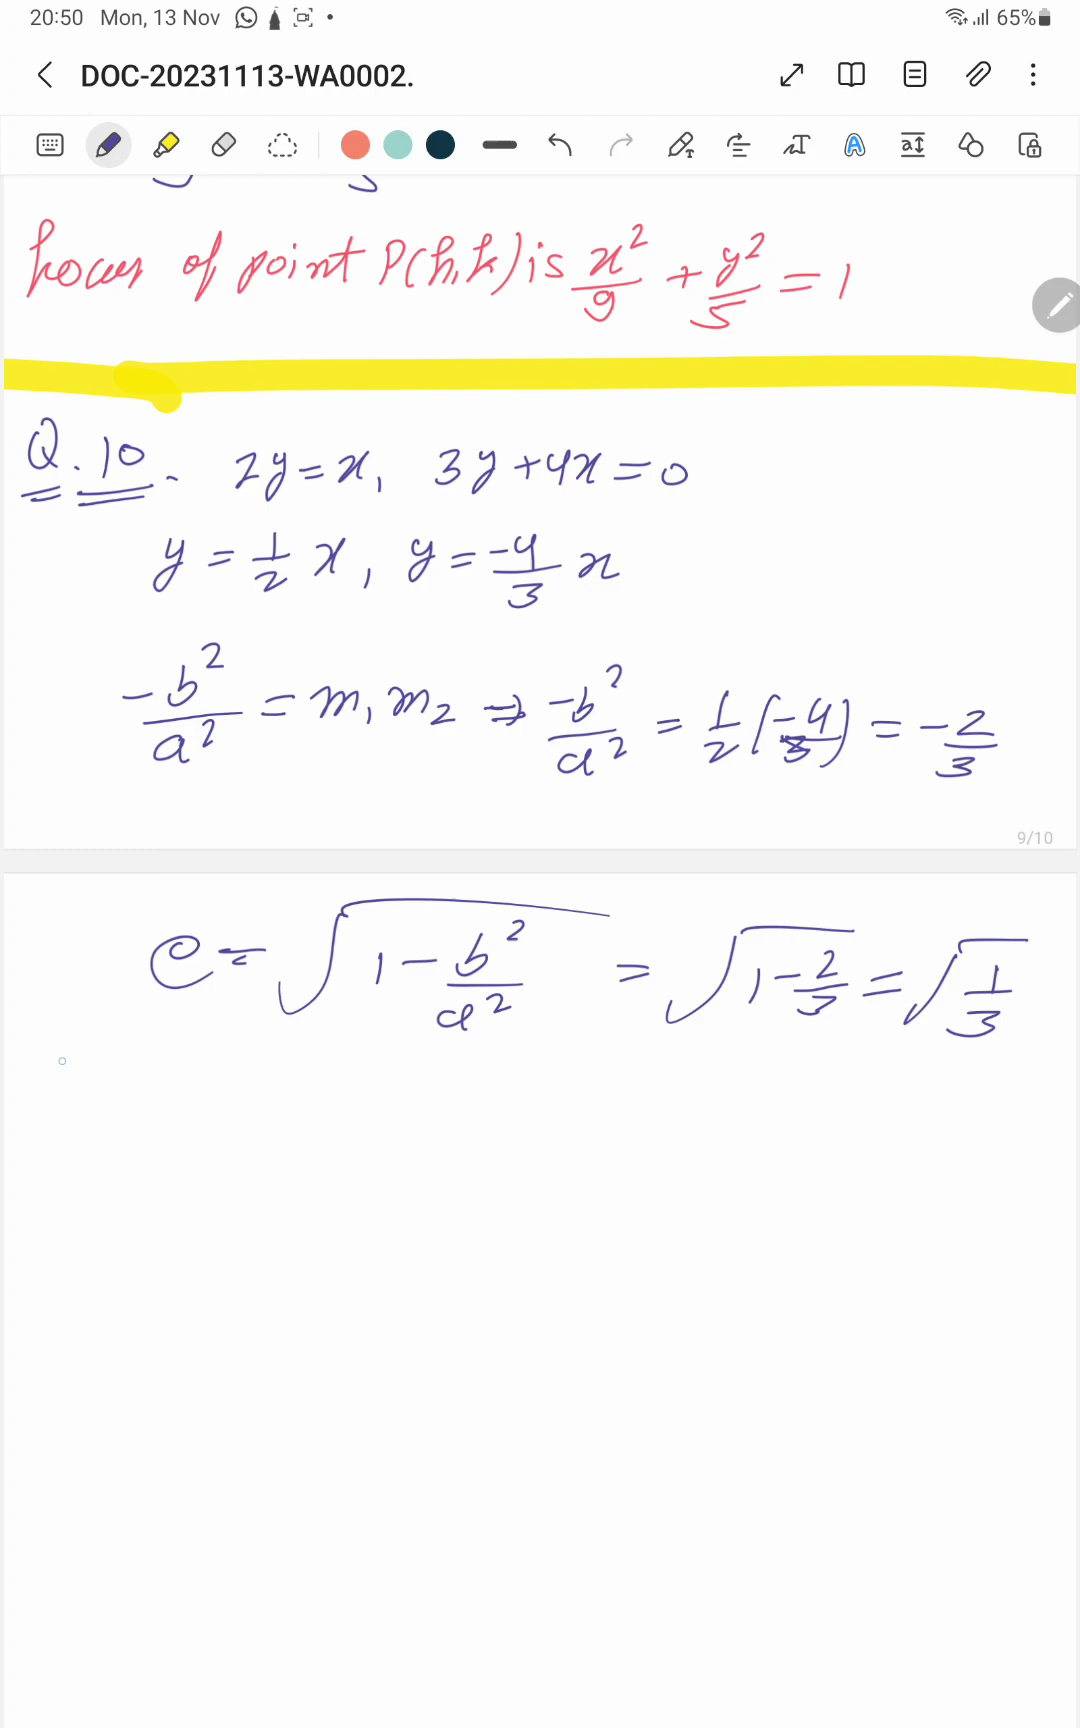 20:50 Mon, 13 Nov 65%
DOC-20231113-WA0002.
Locus of point P(h,k) is x²/9 + y²/5 = 1
Q.10. 2y = x, 3y + 4x = 0
y = 1/2 x, y = -4/3 x
-b²/a² = m₁ m₂ ⇒ -b²/a² = 1/2 (-4/3) = -2/3
9/10
e = √(1 - b²/a²) = √(1 - 2/3) = √(1/3)